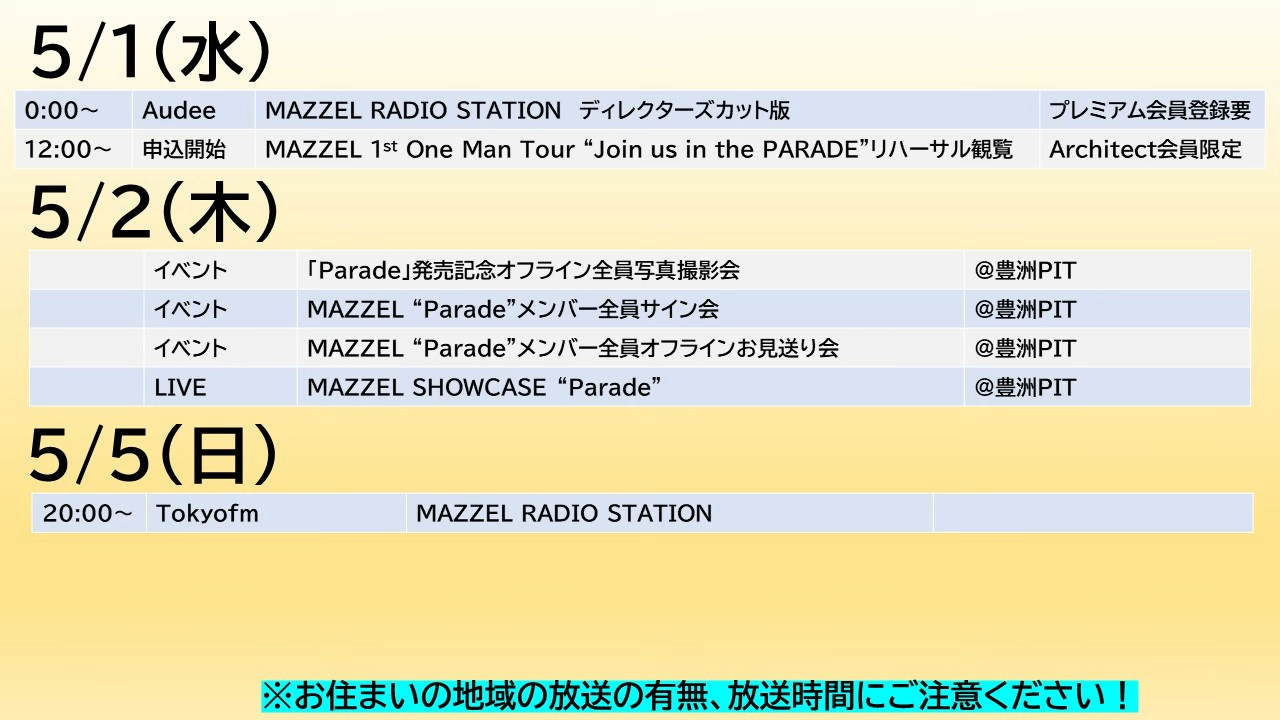 5/1(水)
0:00～ Audee MAZZEL RADIO STATION　ディレクターズカット版 プレミアム会員登録要
12:00～ 申込開始 MAZZEL 1st One Man Tour “Join us in the PARADE”リハーサル観覧 Architect会員限定
5/2(木)
イベント 「Parade」発売記念オフライン全員写真撮影会 @豊洲PIT
イベント MAZZEL “Parade”メンバー全員サイン会 @豊洲PIT
イベント MAZZEL “Parade”メンバー全員オフラインお見送り会 @豊洲PIT
LIVE MAZZEL SHOWCASE “Parade” @豊洲PIT
5/5(日)
20:00～ Tokyofm MAZZEL RADIO STATION
※お住まいの地域の放送の有無、放送時間にご注意ください！